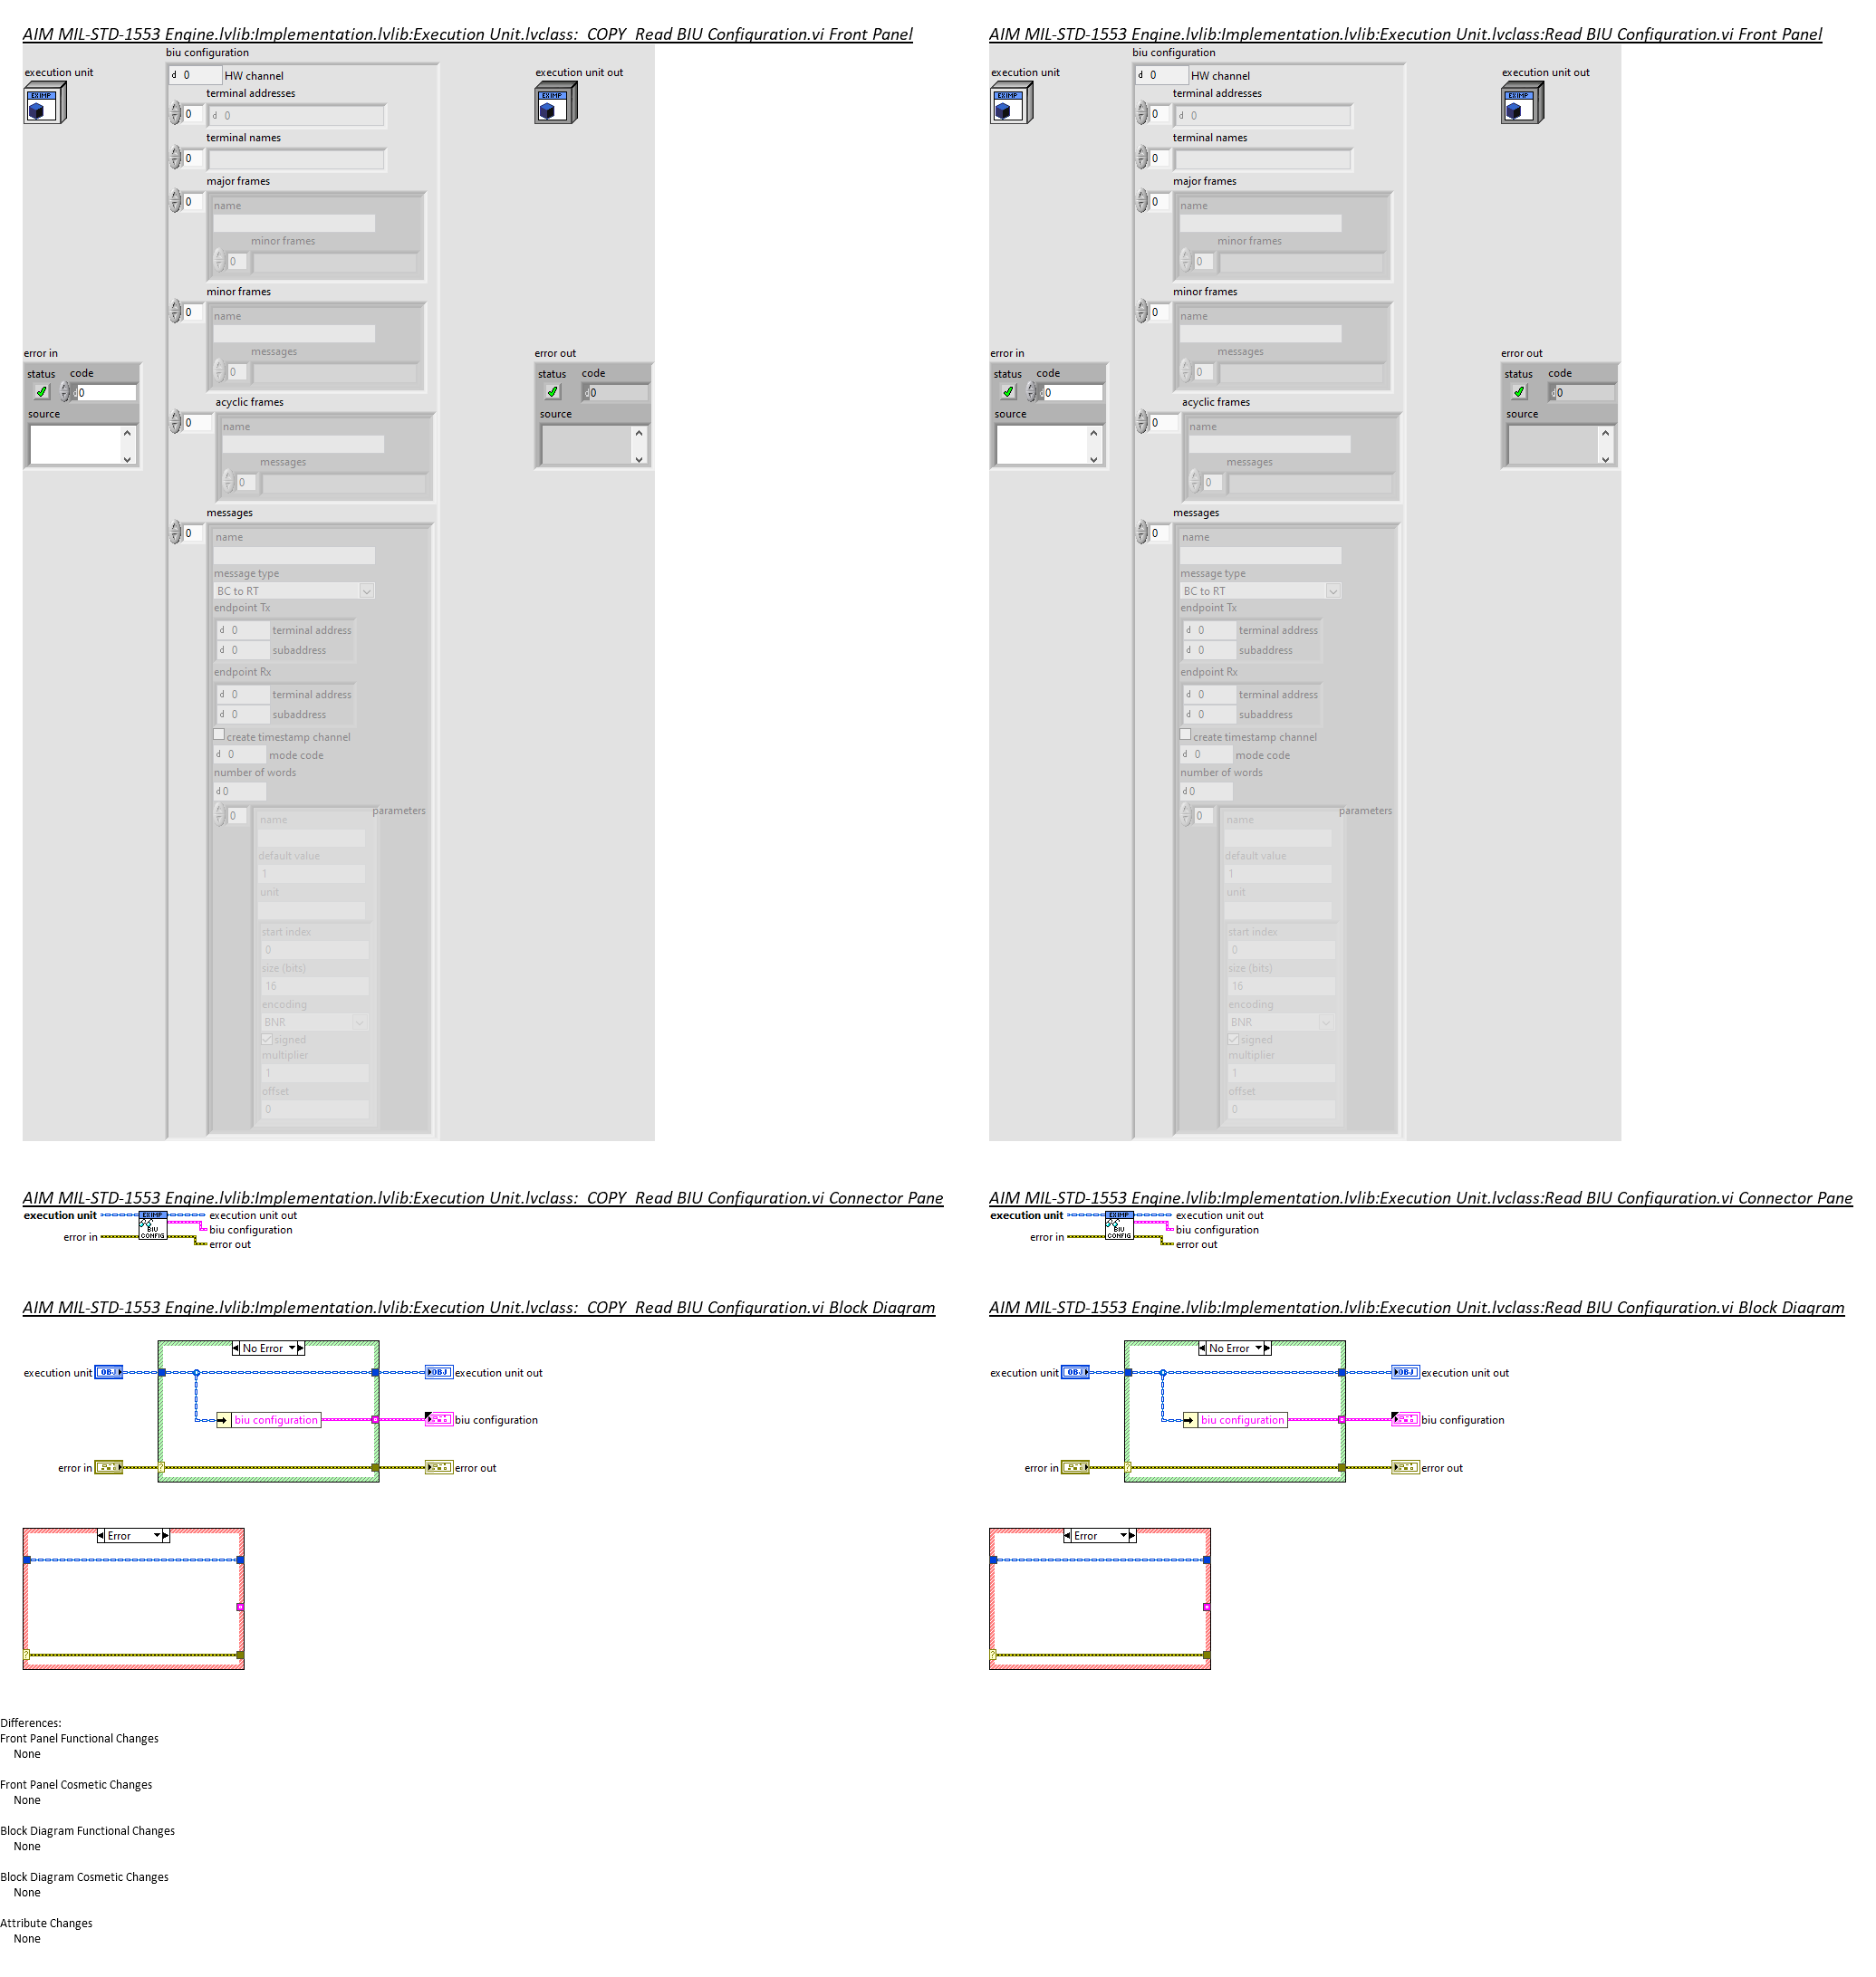 AIM MIL-STD-1553 Engine.lvlib:Implementation.lvlib:Execution Unit.lvclass:_COPY_Read BIU Configuration.vi Front Panel
biu configuration
execution unit
execution unit out
d 0 HW channel
EXIMP
EXIMP
terminal addresses
0 d 0
terminal names
0
major frames
0 name
minor frames
0
minor frames
0 name
messages
0
error in
error out
status code
0
source
status code
0
source
acyclic frames
0 name
messages
0
messages
0 name
message type
BC to RT
endpoint Tx
d 0 terminal address
d 0 subaddress
endpoint Rx
d 0 terminal address
d 0 subaddress
create timestamp channel
d 0 mode code
number of words
d 0
0 parameters
name
default value
1
unit
start index
0
size (bits)
16
encoding
BNR
signed
multiplier
1
offset
0
AIM MIL-STD-1553 Engine.lvlib:Implementation.lvlib:Execution Unit.lvclass:Read BIU Configuration.vi Front Panel
biu configuration
execution unit
execution unit out
d 0 HW channel
EXIMP
EXIMP
terminal addresses
0 d 0
terminal names
0
major frames
0 name
minor frames
0
minor frames
0 name
messages
0
error in
error out
status code
0
source
status code
0
source
acyclic frames
0 name
messages
0
messages
0 name
message type
BC to RT
endpoint Tx
d 0 terminal address
d 0 subaddress
endpoint Rx
d 0 terminal address
d 0 subaddress
create timestamp channel
d 0 mode code
number of words
d 0
0 parameters
name
default value
1
unit
start index
0
size (bits)
16
encoding
BNR
signed
multiplier
1
offset
0
AIM MIL-STD-1553 Engine.lvlib:Implementation.lvlib:Execution Unit.lvclass:_COPY_Read BIU Configuration.vi Connector Pane
execution unit EXIMP execution unit out
BIU biu configuration
error in CONFIG error out
AIM MIL-STD-1553 Engine.lvlib:Implementation.lvlib:Execution Unit.lvclass:Read BIU Configuration.vi Connector Pane
execution unit EXIMP execution unit out
BIU biu configuration
error in CONFIG error out
AIM MIL-STD-1553 Engine.lvlib:Implementation.lvlib:Execution Unit.lvclass:_COPY_Read BIU Configuration.vi Block Diagram
No Error
execution unit OBJ OBJ execution unit out
biu configuration biu configuration
error in ? error out
Error
?
AIM MIL-STD-1553 Engine.lvlib:Implementation.lvlib:Execution Unit.lvclass:Read BIU Configuration.vi Block Diagram
No Error
execution unit OBJ OBJ execution unit out
biu configuration biu configuration
error in ? error out
Error
?
Differences:
Front Panel Functional Changes
None
Front Panel Cosmetic Changes
None
Block Diagram Functional Changes
None
Block Diagram Cosmetic Changes
None
Attribute Changes
None